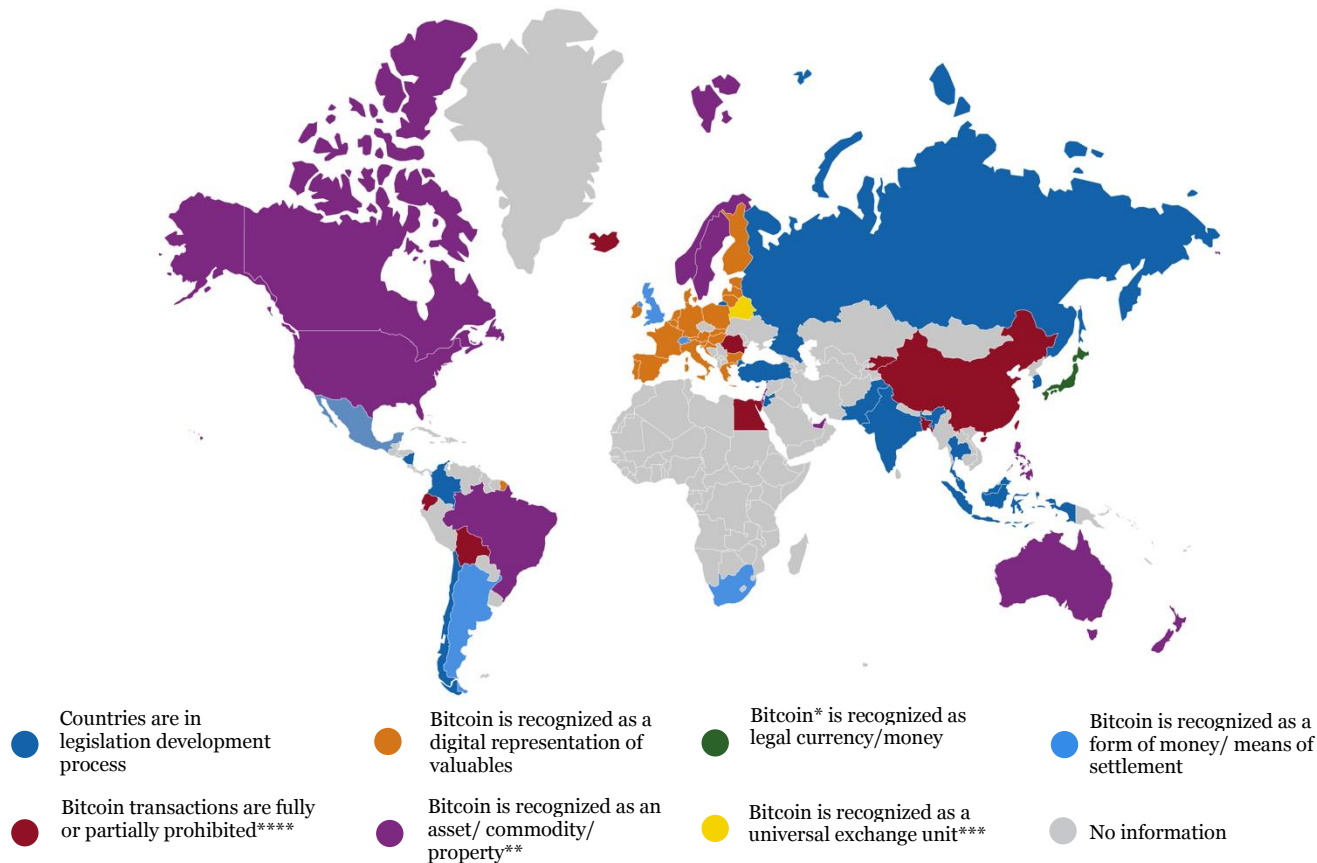 Countries are in
legislation development
process
Bitcoin is recognized as a
digital representation of
valuables
Bitcoin* is recognized as
legal currency/money
Bitcoin is recognized as a
form of money/ means of
settlement
Bitcoin transactions are fully
or partially prohibited****
Bitcoin is recognized as an
asset/ commodity/
property**
Bitcoin is recognized as a
universal exchange unit***
No information